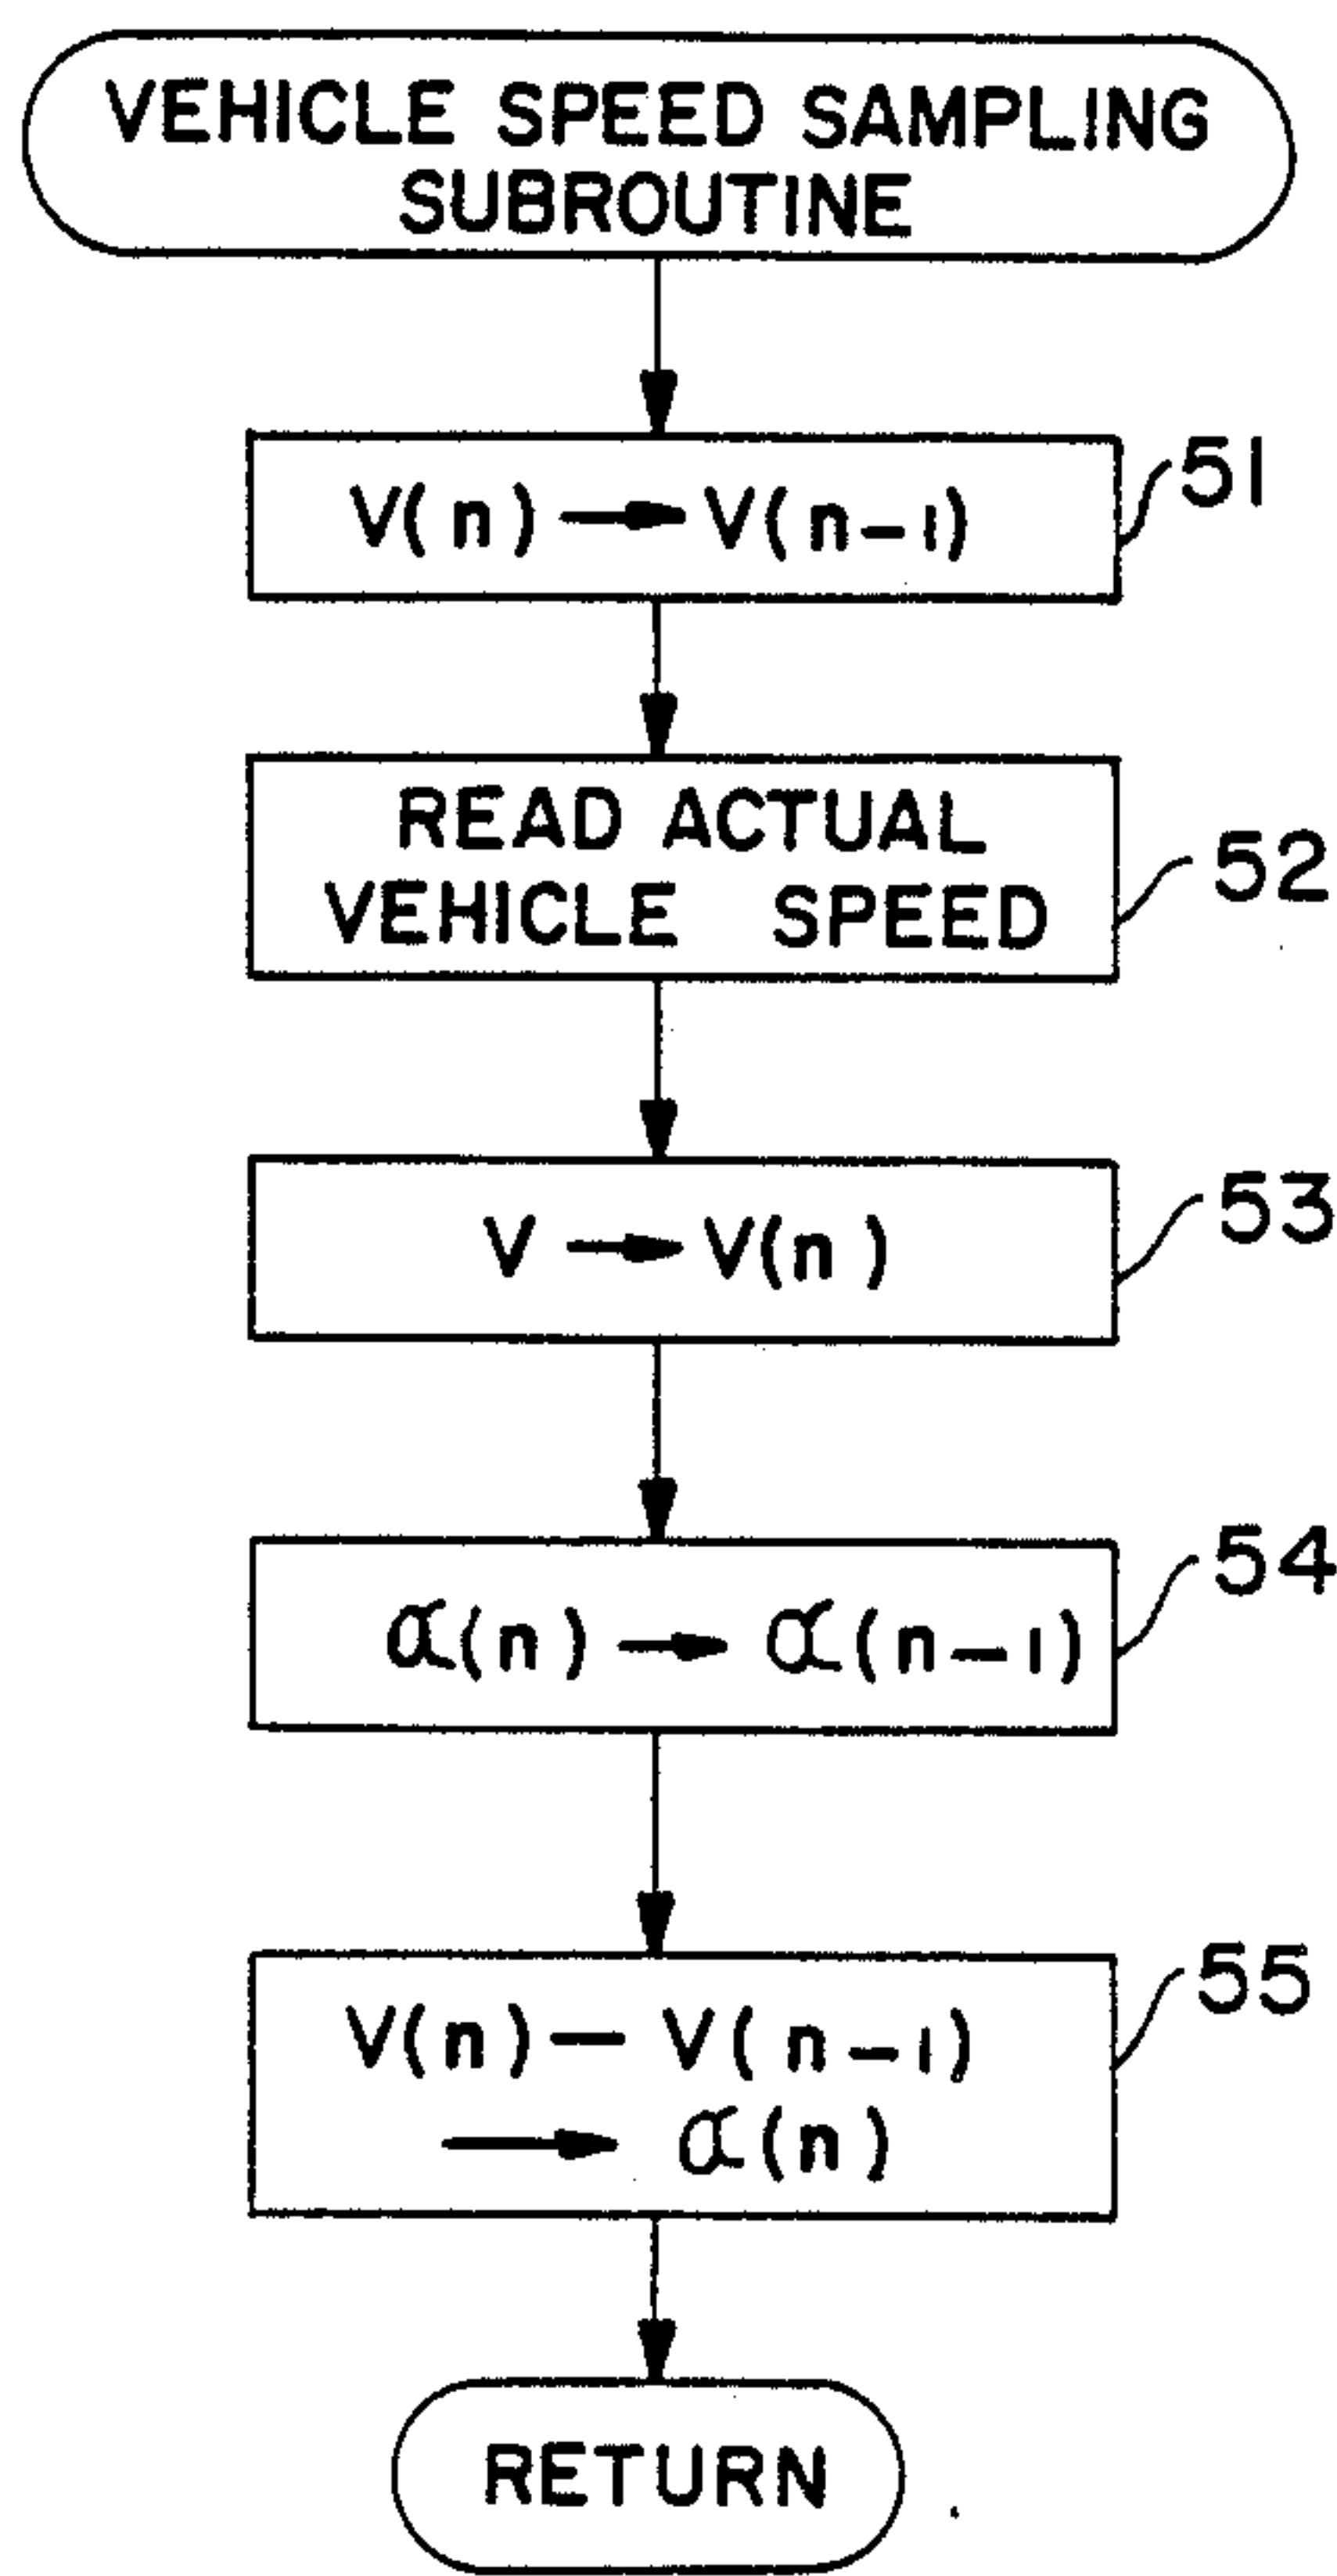 VEHICLE SPEED SAMPLING
SUBROUTINE
V(n) → V(n-1)
51
READ ACTUAL
VEHICLE SPEED
52
V → V(n)
53
α(n) → α(n-1)
54
V(n) - V(n-1)
→ α(n)
55
RETURN